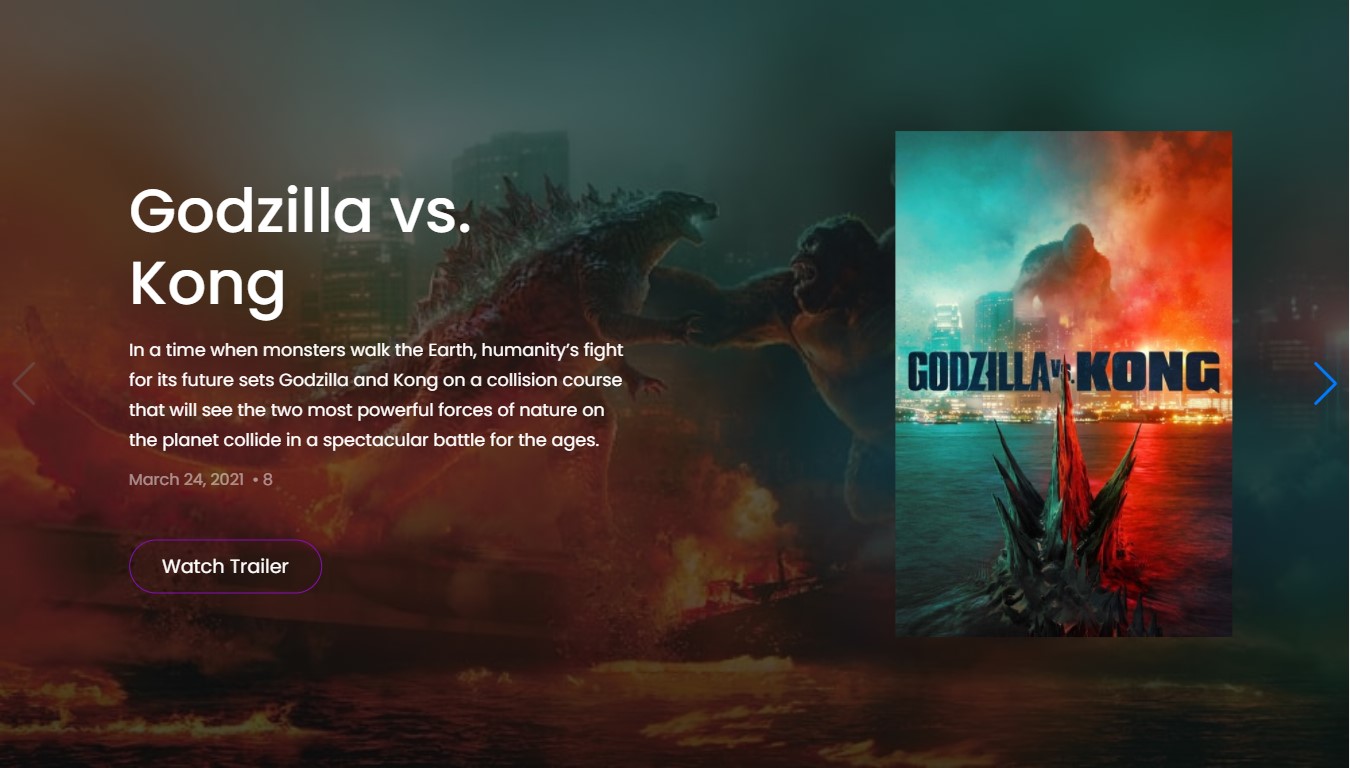 Godzilla vs.
Kong
In a time when monsters walk the Earth, humanity’s fight
for its future sets Godzilla and Kong on a collision course
that will see the two most powerful forces of nature on
the planet collide in a spectacular battle for the ages.
March 24, 2021 • 8
Watch Trailer
GODZILLA vs. KONG